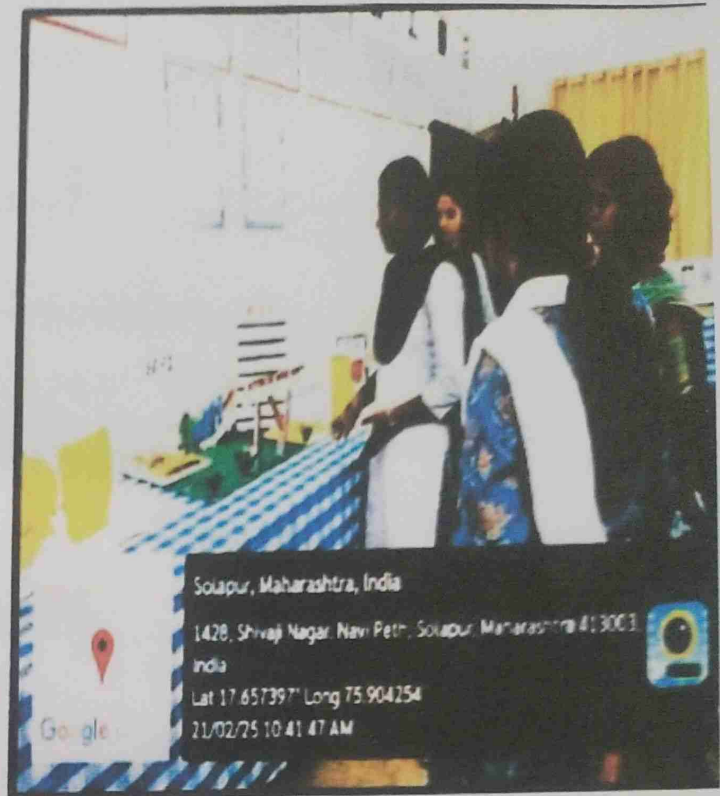 Solapur, Maharashtra, India
1428, Shivaji Nagar, Navi Peth, Solapur, Maharashtra 413003,
India
Lat 17.657397° Long 75.904254
21/02/25 10:41:47 AM
Google